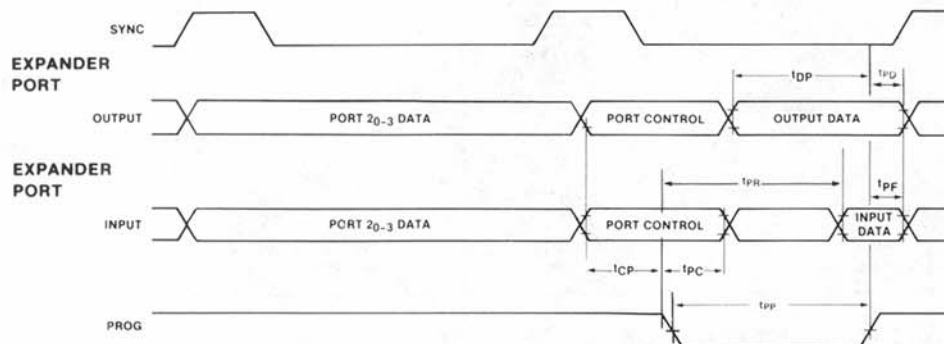 SYNC
EXPANDER
PORT
tDP
tPD
OUTPUT
PORT 20-3 DATA
PORT CONTROL
OUTPUT DATA
EXPANDER
PORT
tPR
tPF
INPUT
PORT 20-3 DATA
PORT CONTROL
INPUT
DATA
tCP
tPC
tPP
PROG